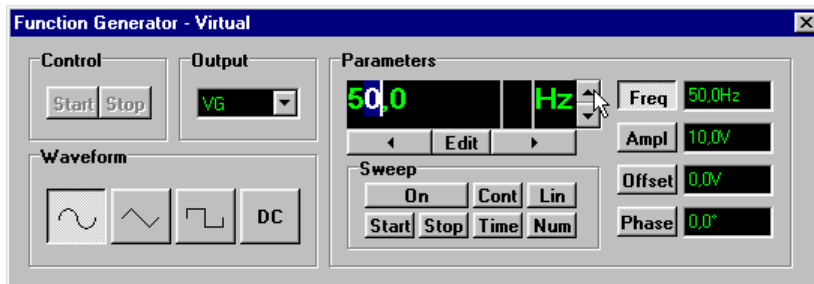 Function Generator - Virtual
Control
Start Stop
Output
VG
Waveform
DC
Parameters
50,0 Hz
Edit
Sweep
On Cont Lin
Start Stop Time Num
Freq 50,0Hz
Ampl 10,0V
Offset 0,0V
Phase 0,0°